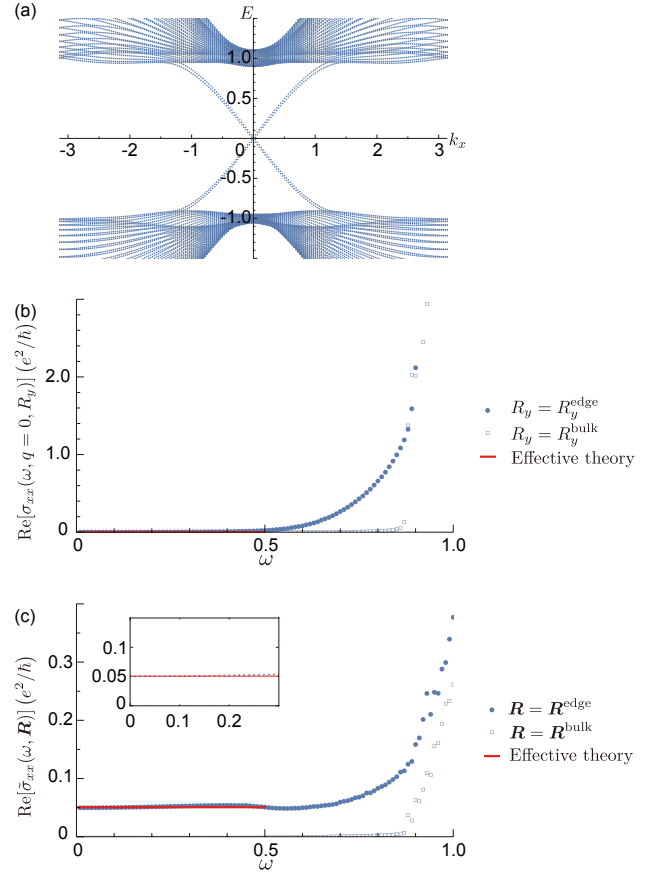 (a)
E
1.0
0.5
-3 -2 -1 0 1 2 3 k_x
-0.5
-1.0
(b)
Re[σ_xx(ω, q = 0, R_y)] (e²/ħ)
2.0
1.0
0
0 0.5 1.0
ω
R_y = R_y^edge
R_y = R_y^bulk
Effective theory
(c)
Re[σ̃_xx(ω, R)] (e²/ħ)
0.3
0.2
0.1
0
0 0.5 1.0
ω
0.1
0.05
0
0 0.1 0.2
R = R^edge
R = R^bulk
Effective theory